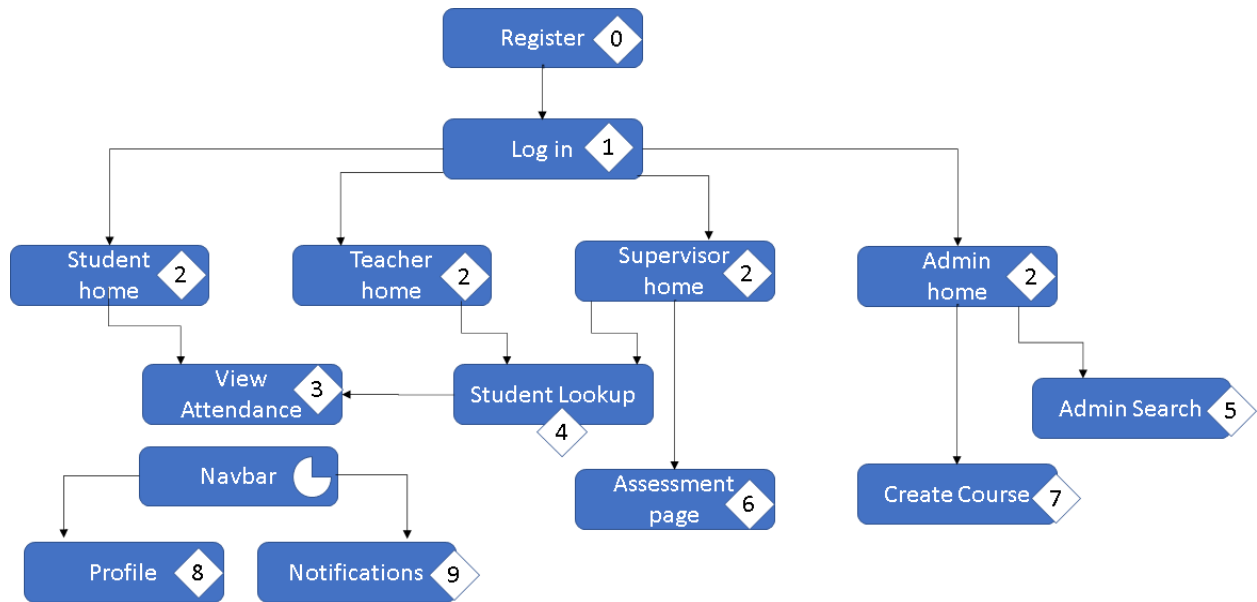 Register
0
Log in
1
Student
home
2
Teacher
home
2
Supervisor
home
2
Admin
home
2
View
Attendance
3
Student Lookup
4
Admin Search
5
Navbar
Assessment
page
6
Create Course
7
Profile
8
Notifications
9